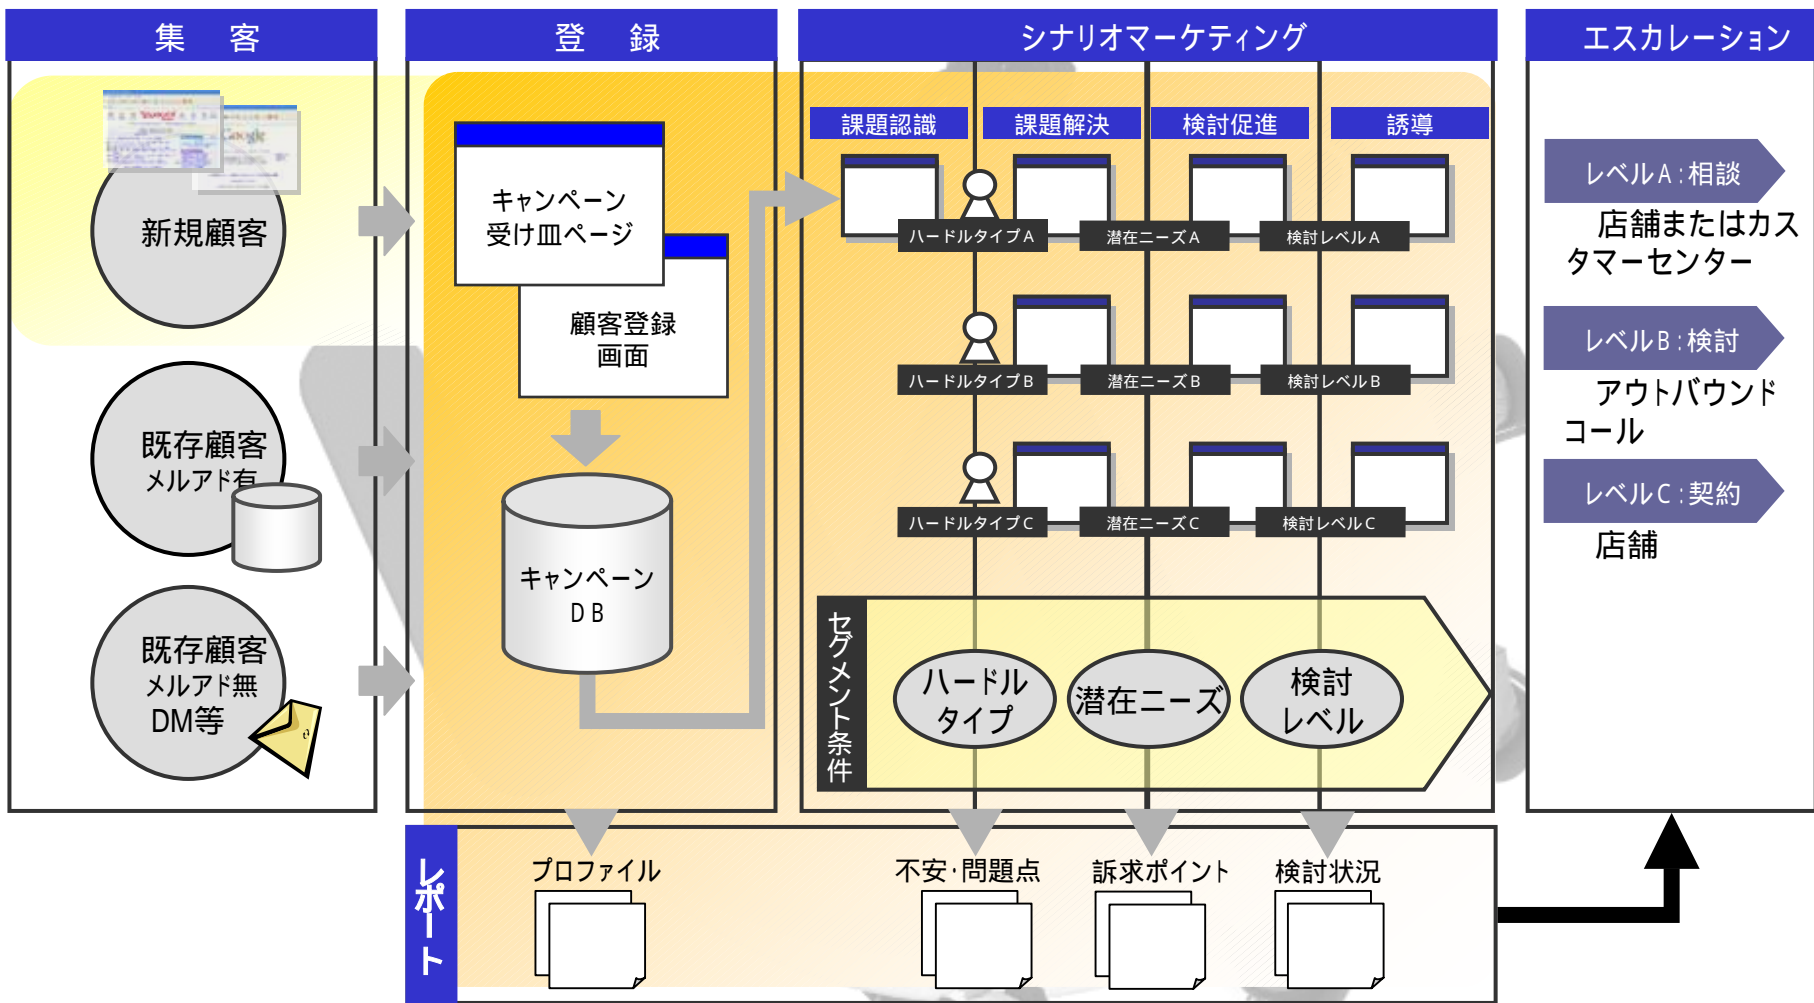 集　客
登　録
シナリオマーケティング
エスカレーション
Google
新規顧客
既存顧客
メルアド有
既存顧客
メルアド無
DM等
キャンペーン
受け皿ページ
顧客登録
画面
キャンペーン
DB
課題認識
課題解決
検討促進
誘導
ハードルタイプA
潜在ニーズA
検討レベルA
ハードルタイプB
潜在ニーズB
検討レベルB
ハードルタイプC
潜在ニーズC
検討レベルC
セグメント条件
ハードル
タイプ
潜在ニーズ
検討
レベル
レベルA:相談
店舗またはカス
タマーセンター
レベルB:検討
アウトバウンド
コール
レベルC:契約
店舗
レポート
プロファイル
不安・問題点
訴求ポイント
検討状況